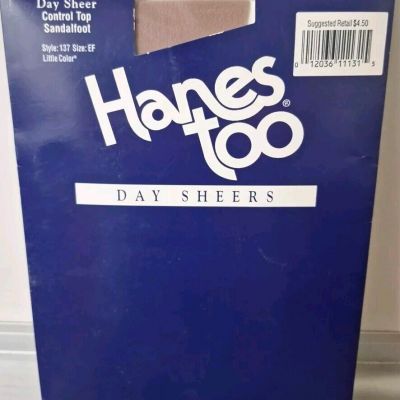 Day Sheer
Control Top
Sandalfoot
Style: 137 Size: EF
Little Color®
Suggested Retail $4.50
0 12036 11131 5
Hanes
too®
DAY SHEERS